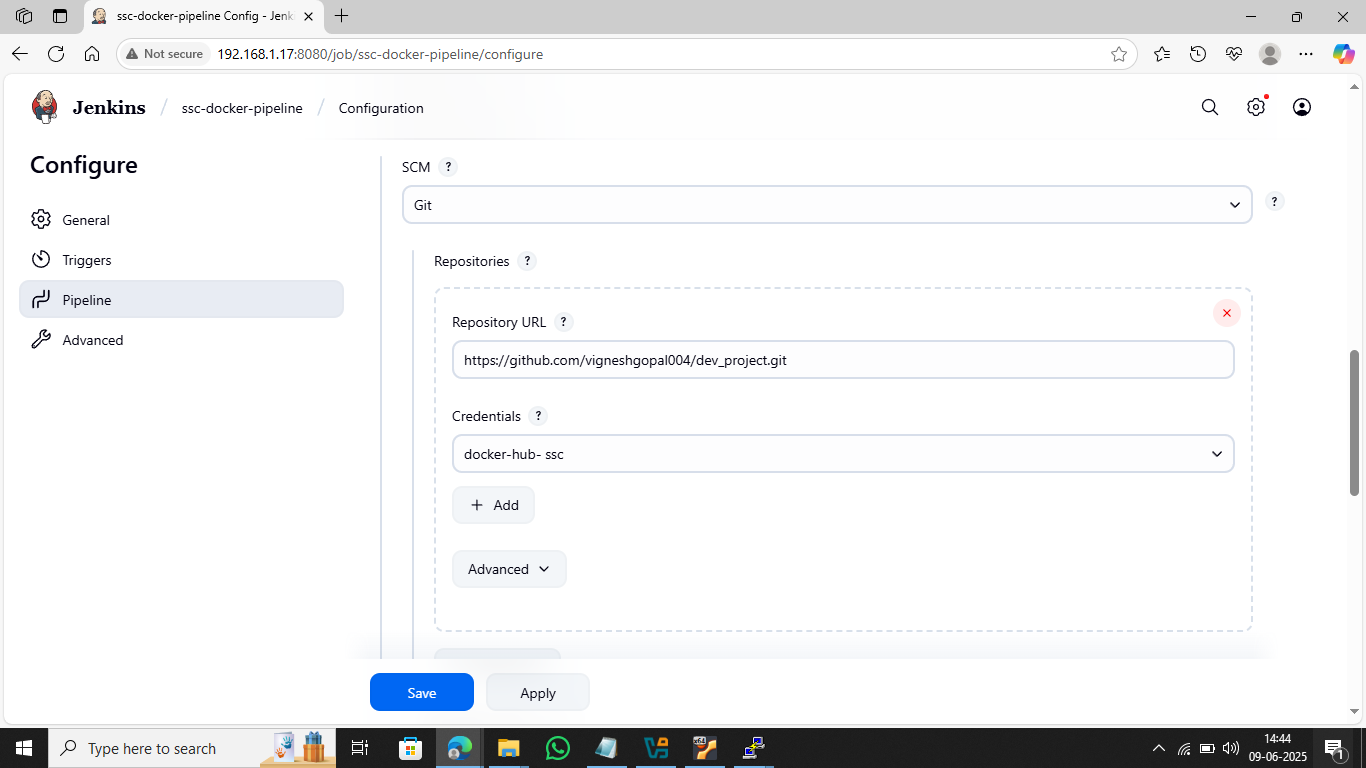 ssc-docker-pipeline Config - Jenk
Not secure
192.168.1.17:8080/job/ssc-docker-pipeline/configure
Jenkins / ssc-docker-pipeline / Configuration
Configure
General
Triggers
Pipeline
Advanced
SCM ?
Git
?
Repositories ?
Repository URL ?
https://github.com/vigneshgopal004/dev_project.git
Credentials ?
docker-hub- ssc
+ Add
Advanced
Save
Apply
Type here to search
14:44
09-06-2025
1